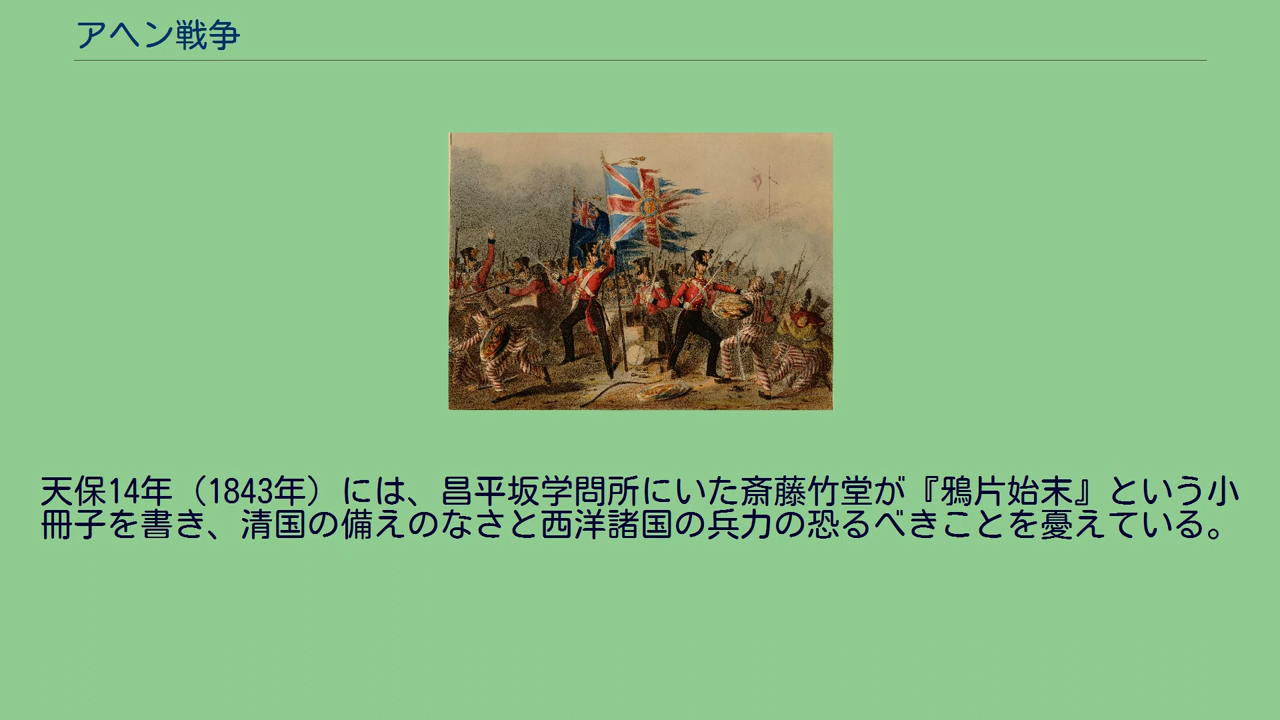 アヘン戦争
天保14年（1843年）には、昌平坂学問所にいた斎藤竹堂が『鴉片始末』という小
冊子を書き、清国の備えのなさと西洋諸国の兵力の恐るべきことを憂えている。